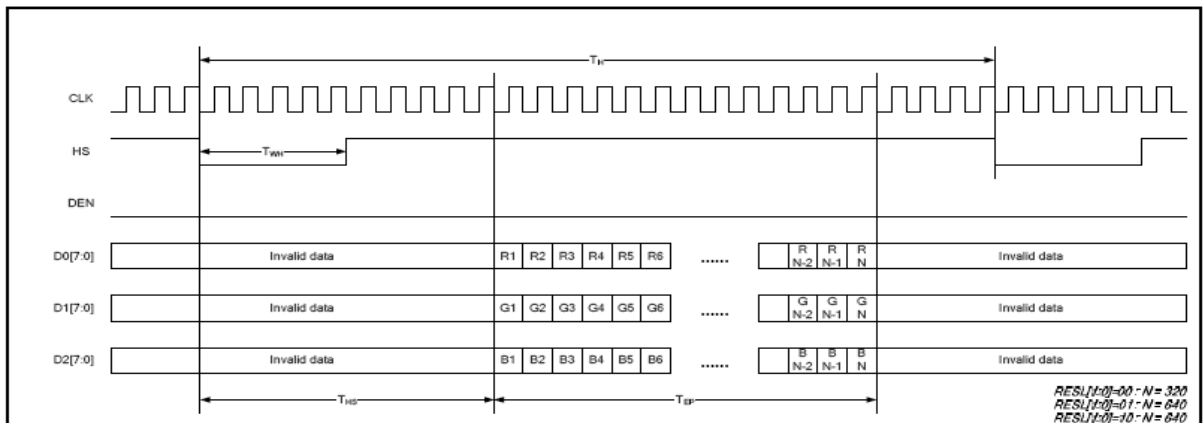 TH
CLK
HS
TWH
DEN
D0[7:0] Invalid data R1 R2 R3 R4 R5 R6 ...... R N-2 R N-1 R N Invalid data
D1[7:0] Invalid data G1 G2 G3 G4 G5 G6 ...... G N-2 G N-1 G N Invalid data
D2[7:0] Invalid data B1 B2 B3 B4 B5 B6 ...... B N-2 B N-1 B N Invalid data
THS TEP
RESL[1:0]=00 : N = 320
RESL[1:0]=01 : N = 640
RESL[1:0]=10 : N = 640